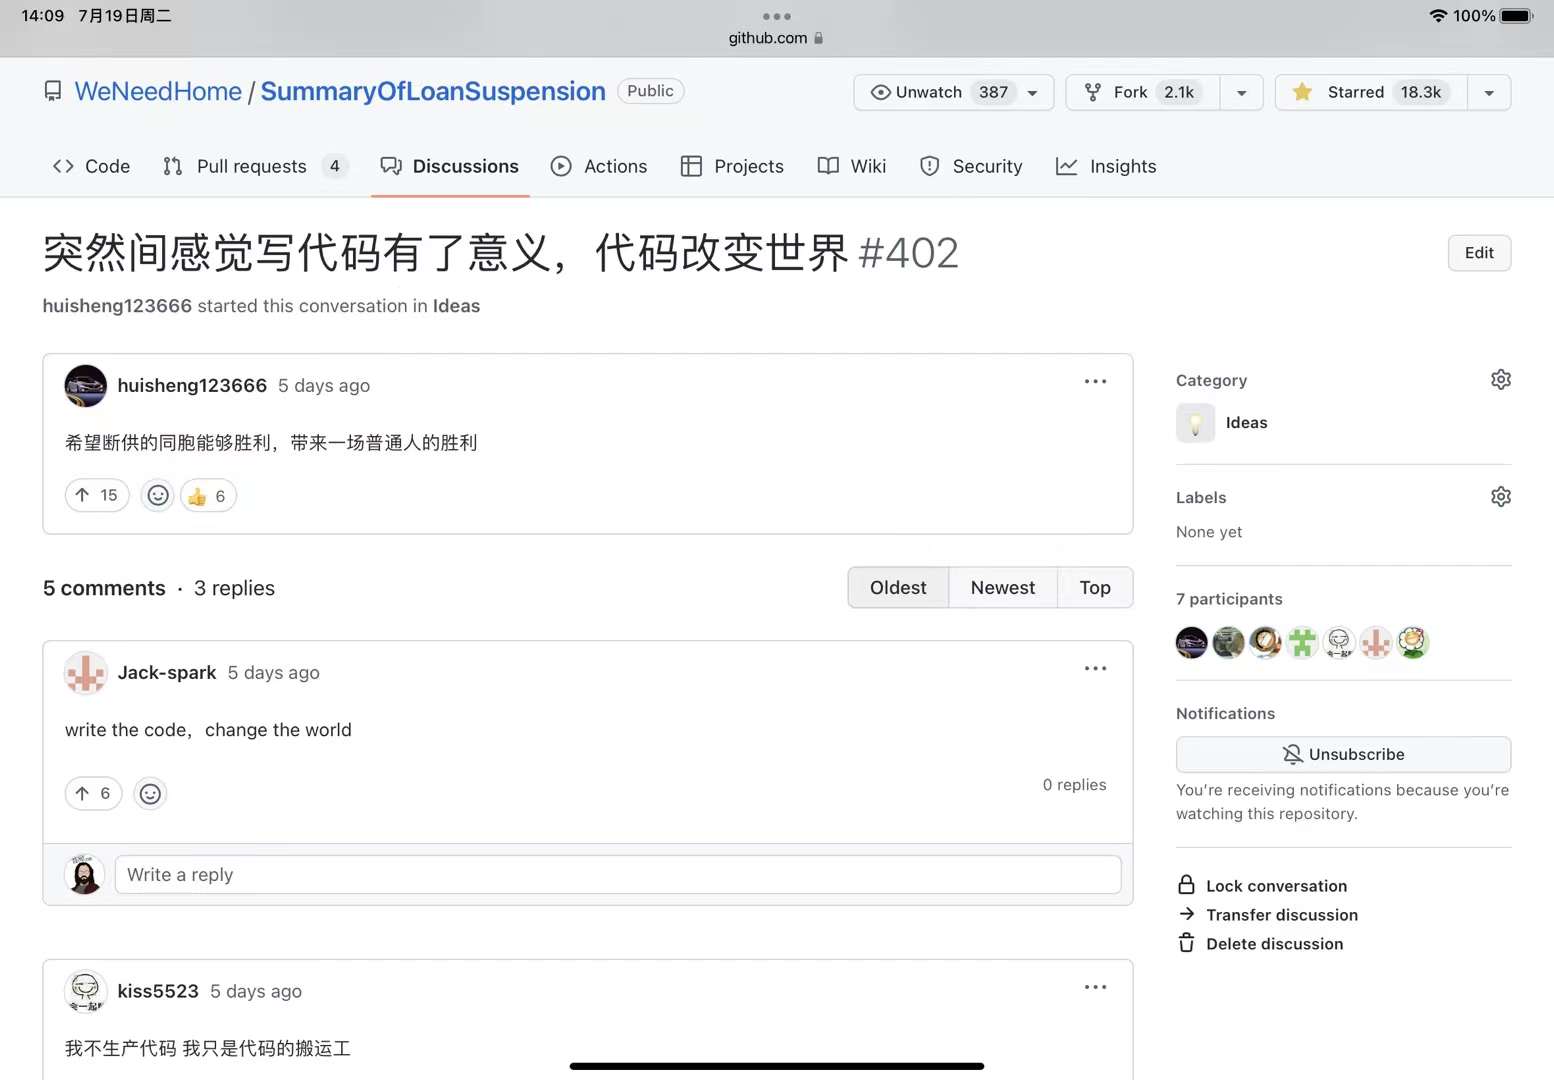 14:09 7月19日周二
100%
github.com
WeNeedHome / SummaryOfLoanSuspension Public
Unwatch 387
Fork 2.1k
Starred 18.3k
Code
Pull requests 4
Discussions
Actions
Projects
Wiki
Security
Insights
突然间感觉写代码有了意义，代码改变世界 #402
Edit
huisheng123666 started this conversation in Ideas
huisheng123666 5 days ago
希望断供的同胞能够胜利，带来一场普通人的胜利
15
6
5 comments · 3 replies
Oldest
Newest
Top
Jack-spark 5 days ago
write the code，change the world
6
0 replies
Write a reply
kiss5523 5 days ago
我不生产代码 我只是代码的搬运工
Category
Ideas
Labels
None yet
7 participants
Notifications
Unsubscribe
You're receiving notifications because you're
watching this repository.
Lock conversation
Transfer discussion
Delete discussion